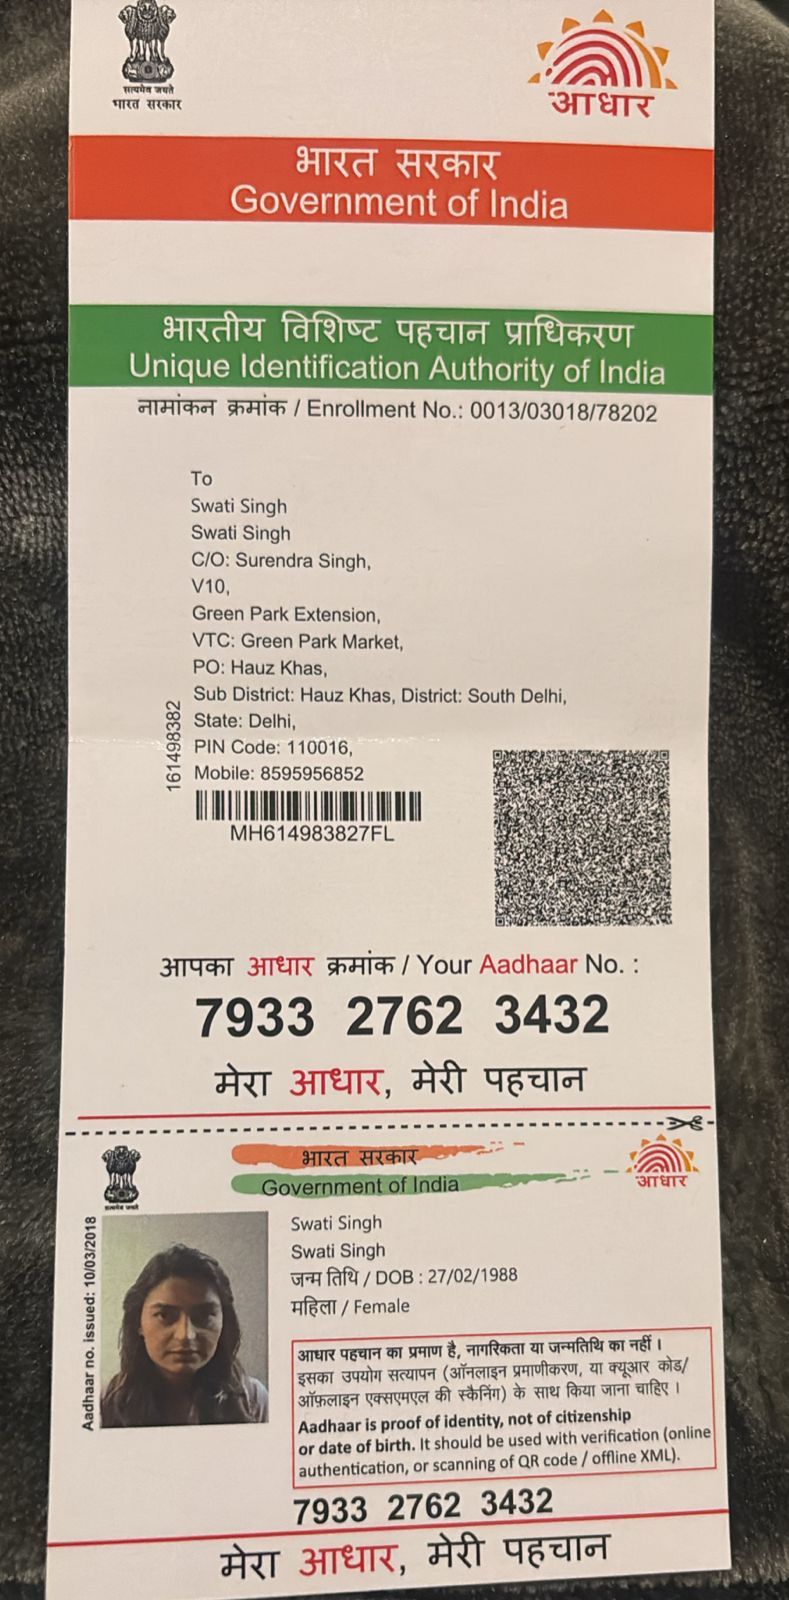 सत्यमेव जयते
भारत सरकार
आधार
भारत सरकार
Government of India
भारतीय विशिष्ट पहचान प्राधिकरण
Unique Identification Authority of India
नामांकन क्रमांक / Enrollment No.: 0013/03018/78202
To
Swati Singh
Swati Singh
C/O: Surendra Singh,
V10,
Green Park Extension,
VTC: Green Park Market,
PO: Hauz Khas,
Sub District: Hauz Khas, District: South Delhi,
State: Delhi,
PIN Code: 110016,
Mobile: 8595956852
161498382
MH614983827FL
आपका आधार क्रमांक / Your Aadhaar No. :
7933 2762 3432
मेरा आधार, मेरी पहचान
भारत सरकार
Government of India
सत्यमेव जयते
आधार
Aadhaar no. issued: 10/03/2018
Swati Singh
Swati Singh
जन्म तिथि / DOB : 27/02/1988
महिला / Female
आधार पहचान का प्रमाण है, नागरिकता या जन्मतिथि का नहीं ।
इसका उपयोग सत्यापन (ऑनलाइन प्रमाणीकरण, या क्यूआर कोड/
ऑफ़लाइन एक्सएमएल की स्कैनिंग) के साथ किया जाना चाहिए ।
Aadhaar is proof of identity, not of citizenship
or date of birth. It should be used with verification (online
authentication, or scanning of QR code / offline XML).
7933 2762 3432
मेरा आधार, मेरी पहचान